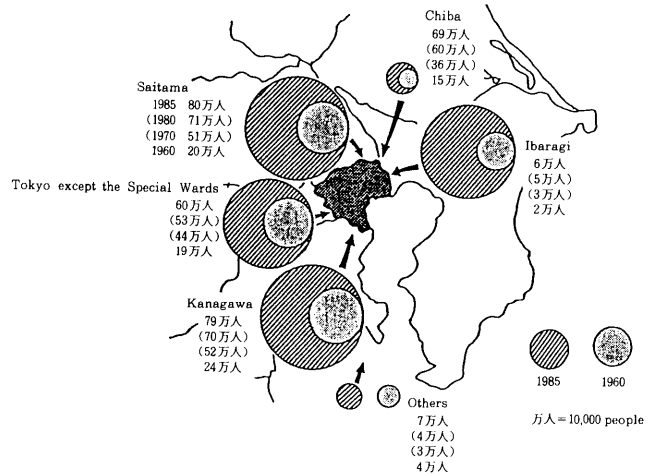 Chiba
69万人
(60万人)
(36万人)
15万人
Saitama
1985 80万人
(1980 71万人)
(1970 51万人)
1960 20万人
Ibaragi
6万人
(5万人)
(3万人)
2万人
Tokyo except the Special Wards
60万人
(53万人)
(44万人)
19万人
Kanagawa
79万人
(70万人)
(52万人)
24万人
Others
7万人
(4万人)
(3万人)
4万人
1985
1960
万人=10,000 people